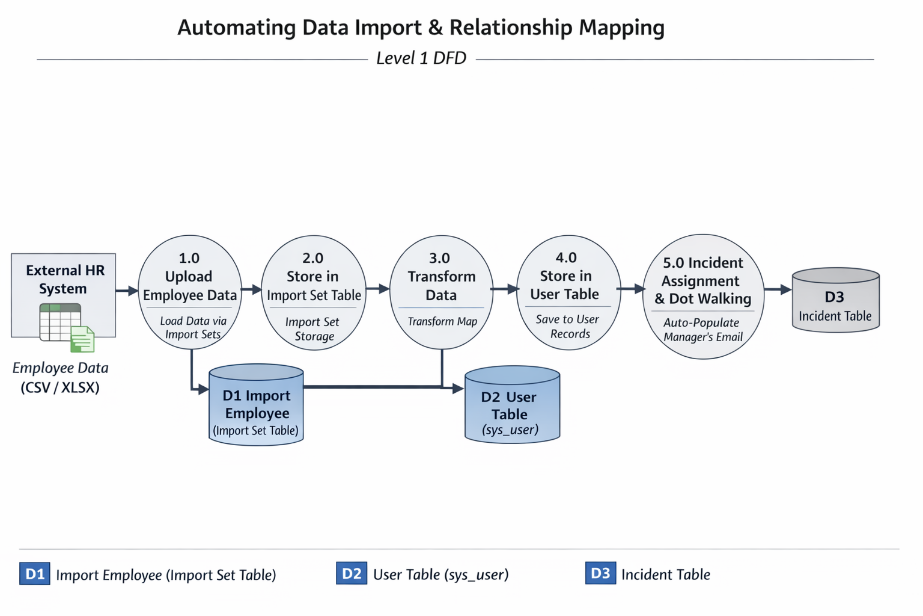 Automating Data Import & Relationship Mapping
Level 1 DFD
External HR
System
Employee Data
(CSV / XLSX)
1.0
Upload
Employee Data
Load Data via
Import Sets
2.0
Store in
Import Set Table
Import Set
Storage
3.0
Transform
Data
Transform Map
4.0
Store in
User Table
Save to User
Records
5.0 Incident
Assignment
& Dot Walking
Auto-Populate
Manager's Email
D3
Incident Table
D1 Import
Employee
(Import Set Table)
D2 User
Table
(sys_user)
D1 Import Employee (Import Set Table)
D2 User Table (sys_user)
D3 Incident Table